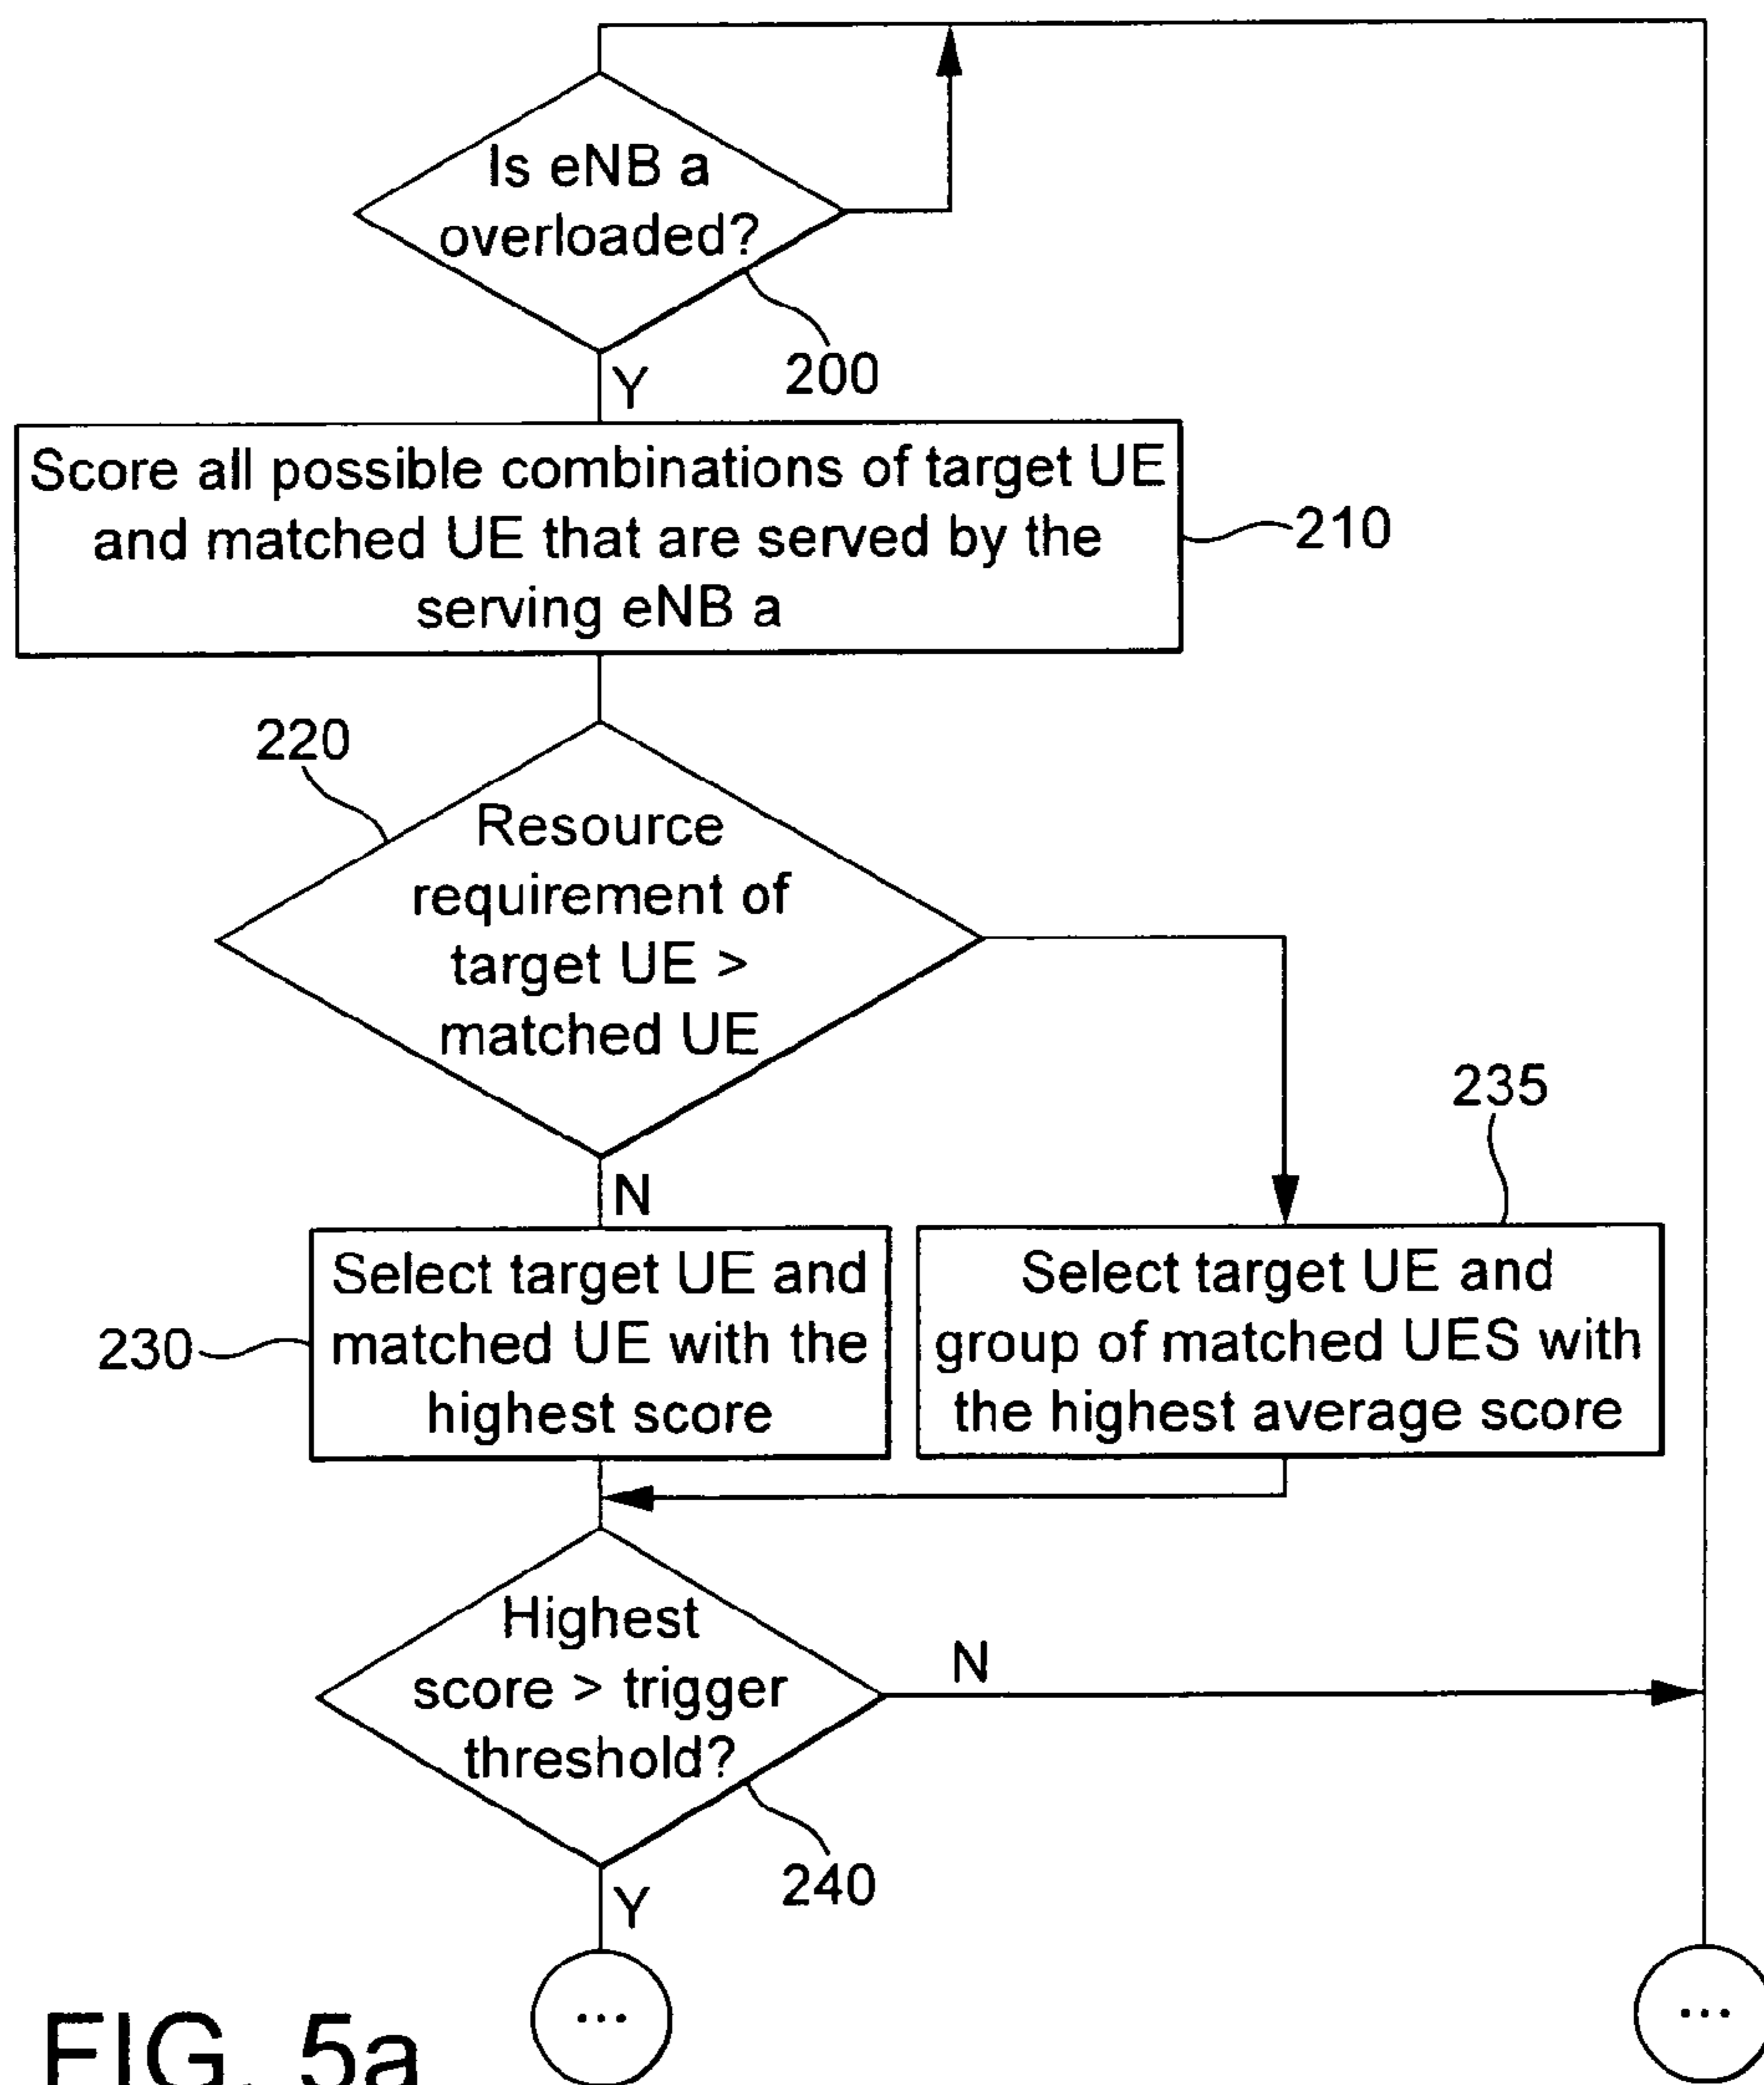 Is eNB a
overloaded?
200
Y
Score all possible combinations of target UE
and matched UE that are served by the
serving eNB a
210
220
Resource
requirement of
target UE >
matched UE
235
N
Select target UE and
matched UE with the
highest score
230
Select target UE and
group of matched UES with
the highest average score
Highest
score > trigger
threshold?
N
240
Y
...
...
FIG. 5a